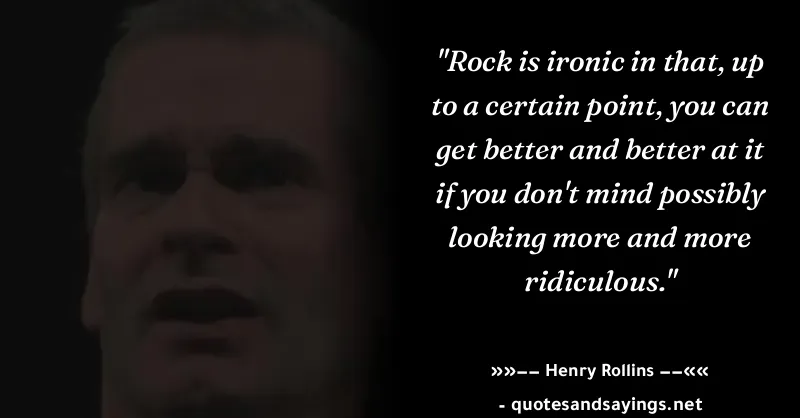 "Rock is ironic in that, up
to a certain point, you can
get better and better at it
if you don't mind possibly
looking more and more
ridiculous."
»»−− Henry Rollins −−««
- quotesandsayings.net